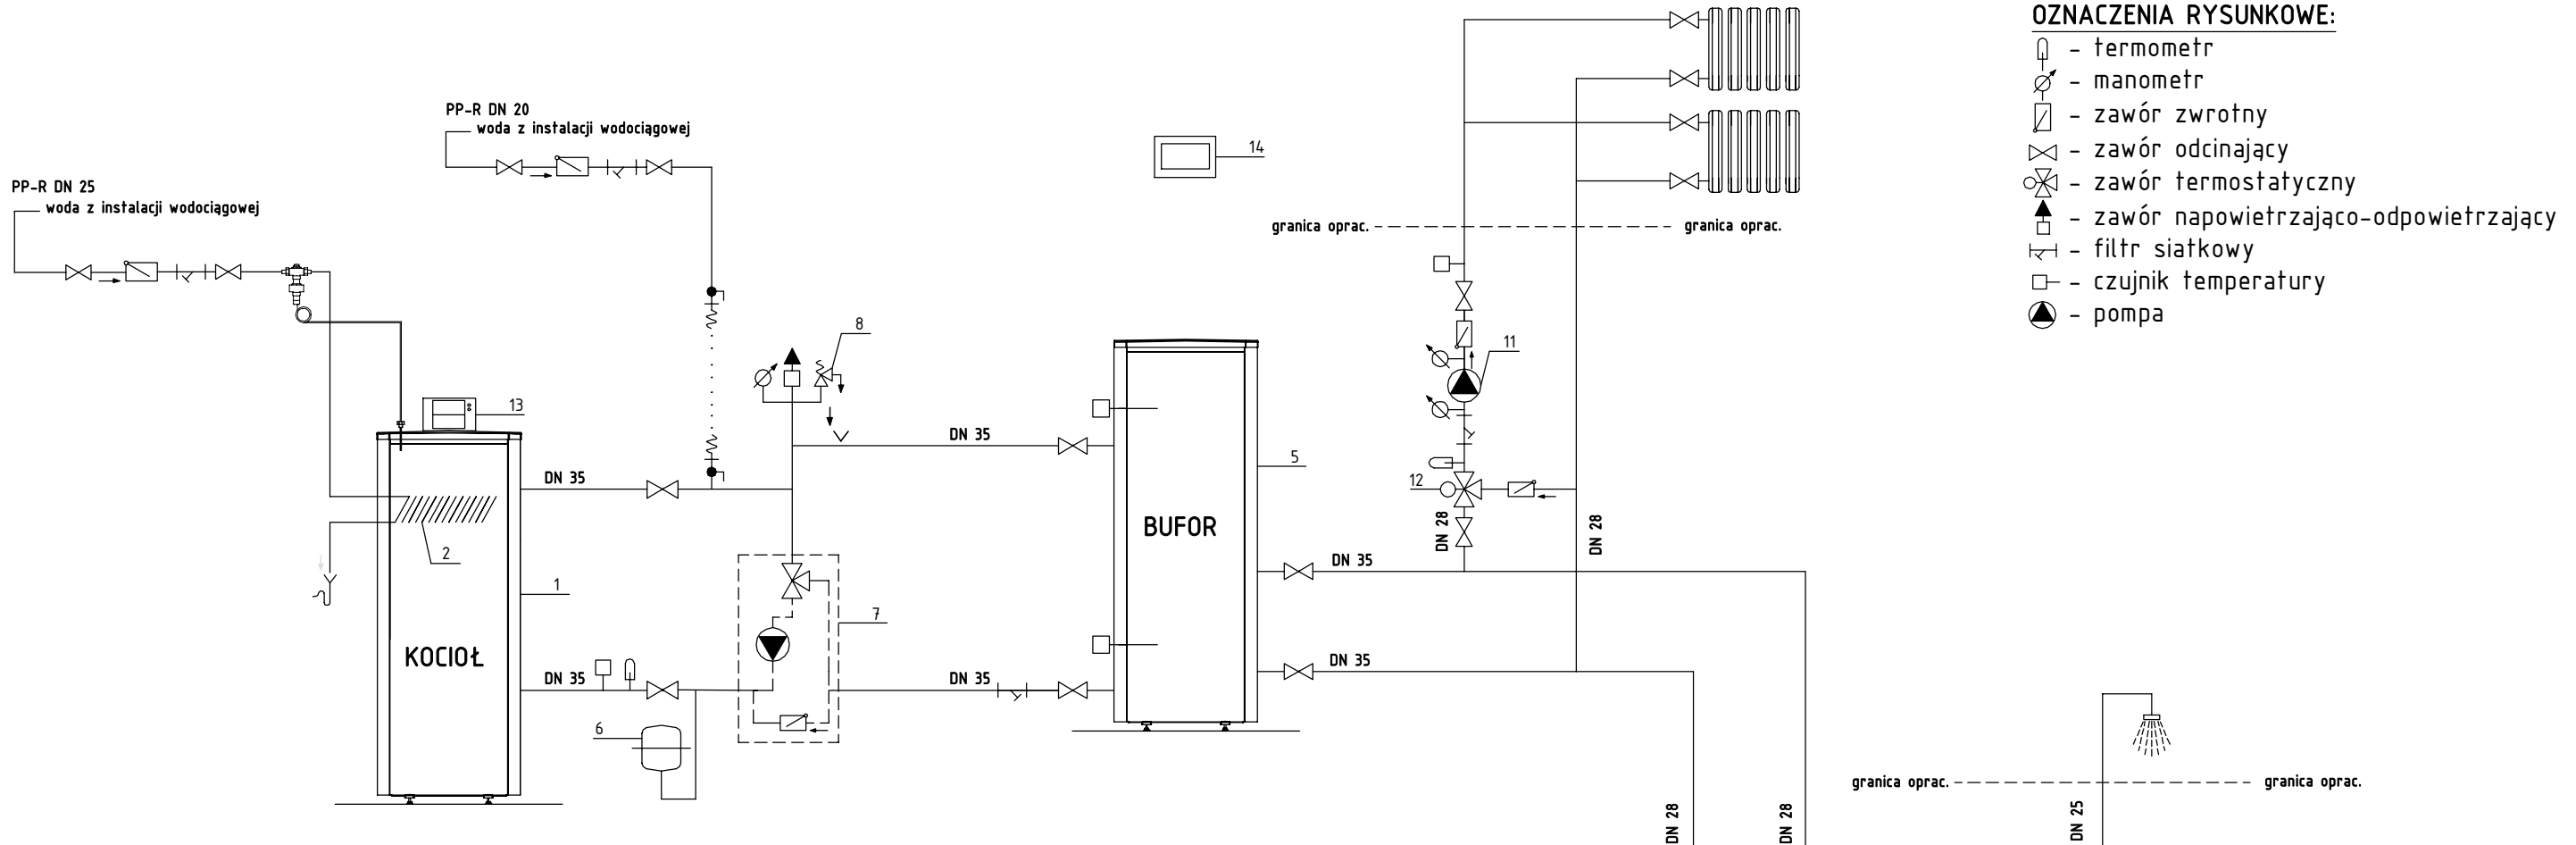 OZNACZENIA RYSUNKOWE:
- termometr
- manometr
- zawór zwrotny
- zawór odcinający
- zawór termostatyczny
- zawór napowietrzająco-odpowietrzający
- filtr siatkowy
- czujnik temperatury
- pompa
PP-R DN 20
woda z instalacji wodociągowej
PP-R DN 25
woda z instalacji wodociągowej
14
granica oprac.
granica oprac.
8
11
13
DN 35
5
DN 35
12
DN 28
DN 28
BUFOR
2
1
DN 35
7
KOCIOŁ
DN 35
DN 35
DN 35
6
granica oprac.
granica oprac.
DN 28
DN 28
DN 25